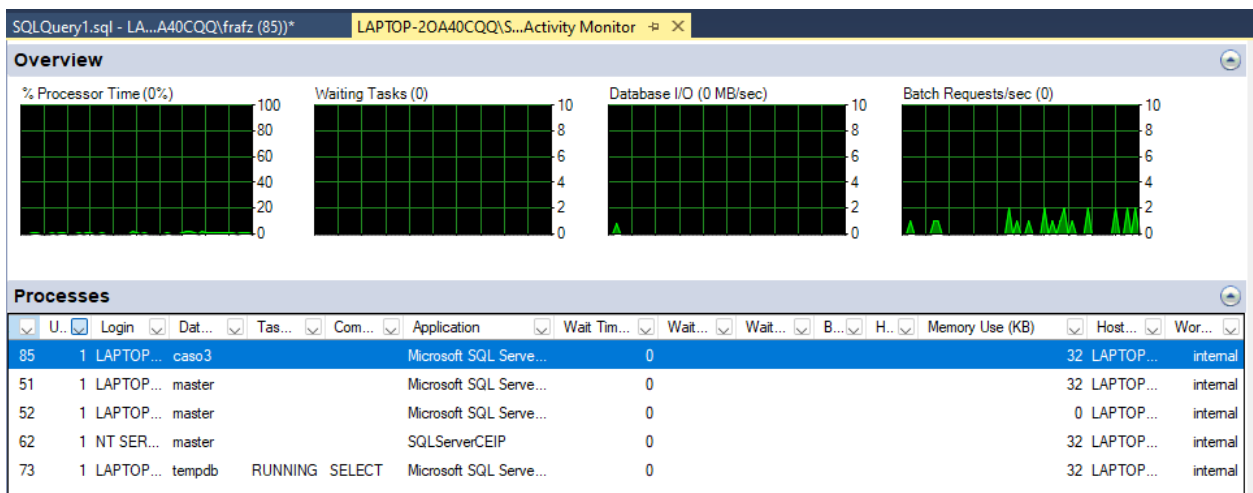 SQLQuery1.sql - LA...A40CQQ\frafz (85))* LAPTOP-2OA40CQQ\S...Activity Monitor
Overview
% Processor Time (0%) Waiting Tasks (0) Database I/O (0 MB/sec) Batch Requests/sec (0)
100 10 10 10
80 8 8 8
60 6 6 6
40 4 4 4
20 2 2 2
0 0 0 0
Processes
U... Login Dat... Tas... Com... Application Wait Tim... Wait... Wait... B... H... Memory Use (KB) Host... Wor...
85 1 LAPTOP... caso3 Microsoft SQL Serve... 0 32 LAPTOP... internal
51 1 LAPTOP... master Microsoft SQL Serve... 0 32 LAPTOP... internal
52 1 LAPTOP... master Microsoft SQL Serve... 0 0 LAPTOP... internal
62 1 NT SER... master SQLServerCEIP 0 32 LAPTOP... internal
73 1 LAPTOP... tempdb RUNNING SELECT Microsoft SQL Serve... 0 32 LAPTOP... internal